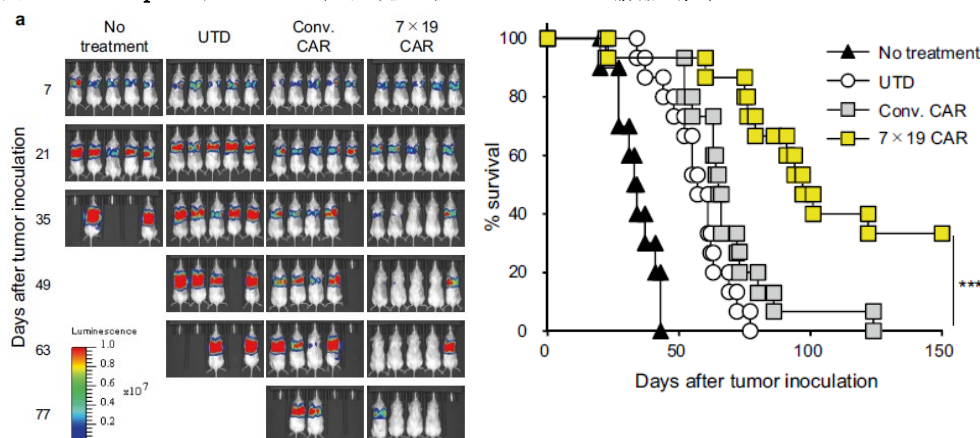 a
No treatment
UTD
Conv. CAR
7×19 CAR
Days after tumor inoculation
7
21
35
49
63
77
Luminescence
1.0
0.8
0.6
0.4
0.2
x10⁷
% survival
100
80
60
40
20
0
0 50 100 150
Days after tumor inoculation
No treatment
UTD
Conv. CAR
7×19 CAR
***